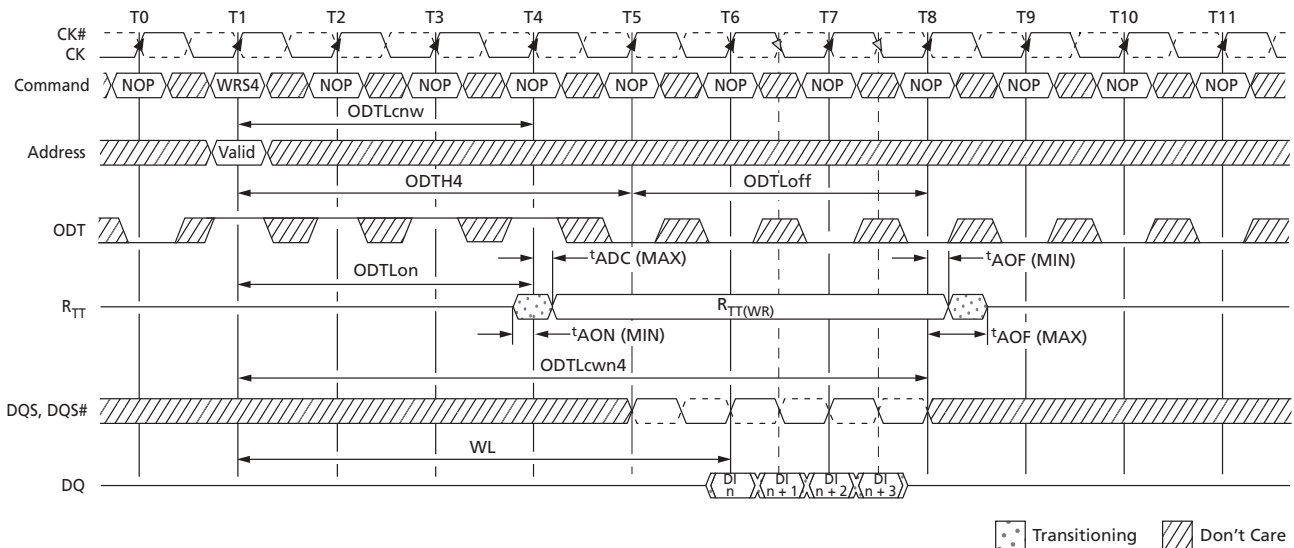 T0 T1 T2 T3 T4 T5 T6 T7 T8 T9 T10 T11
CK#
CK
Command NOP WRS4 NOP NOP NOP NOP NOP NOP NOP NOP NOP NOP
ODTLcnw
Address Valid
ODTH4 ODTLoff
ODT
tADC (MAX) tAOF (MIN)
ODTLon
RTT RTT(WR)
tAON (MIN) tAOF (MAX)
ODTLcwn4
DQS, DQS#
WL
DQ DI n DI n + 1 DI n + 2 DI n + 3
Transitioning Don't Care